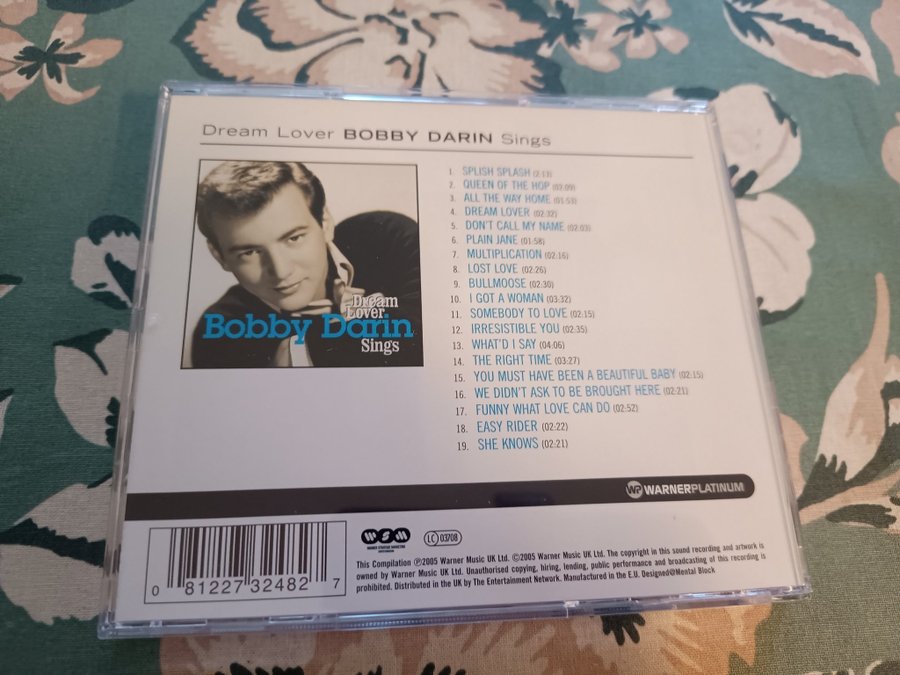 Dream Lover BOBBY DARIN Sings
Dream
Lover
Bobby Darin
Sings
1. SPLISH SPLASH (2:13)
2. QUEEN OF THE HOP (02:09)
3. ALL THE WAY HOME (01:53)
4. DREAM LOVER (02:32)
5. DON'T CALL MY NAME (02:03)
6. PLAIN JANE (01:58)
7. MULTIPLICATION (02:16)
8. LOST LOVE (02:26)
9. BULLMOOSE (02:30)
10. I GOT A WOMAN (03:32)
11. SOMEBODY TO LOVE (02:15)
12. IRRESISTIBLE YOU (02:35)
13. WHAT'D I SAY (04.06)
14. THE RIGHT TIME (03:27)
15. YOU MUST HAVE BEEN A BEAUTIFUL BABY (02:15)
16. WE DIDN'T ASK TO BE BROUGHT HERE (02:21)
17. FUNNY WHAT LOVE CAN DO (02:52)
18. EASY RIDER (02:22)
19. SHE KNOWS (02:21)
WP WARNERPLATINUM
0 81227 32482 7
WSM
LC 03708
This Compilation ℗2005 Warner Music UK Ltd. ©2005 Warner Music UK Ltd. The copyright in this sound recording and artwork is
owned by Warner Music UK Ltd. Unauthorised copying, hiring, lending, public performance and broadcasting of this recording is
prohibited. Distributed in the UK by The Entertainment Network. Manufactured in the E.U. Designed@Mental Block